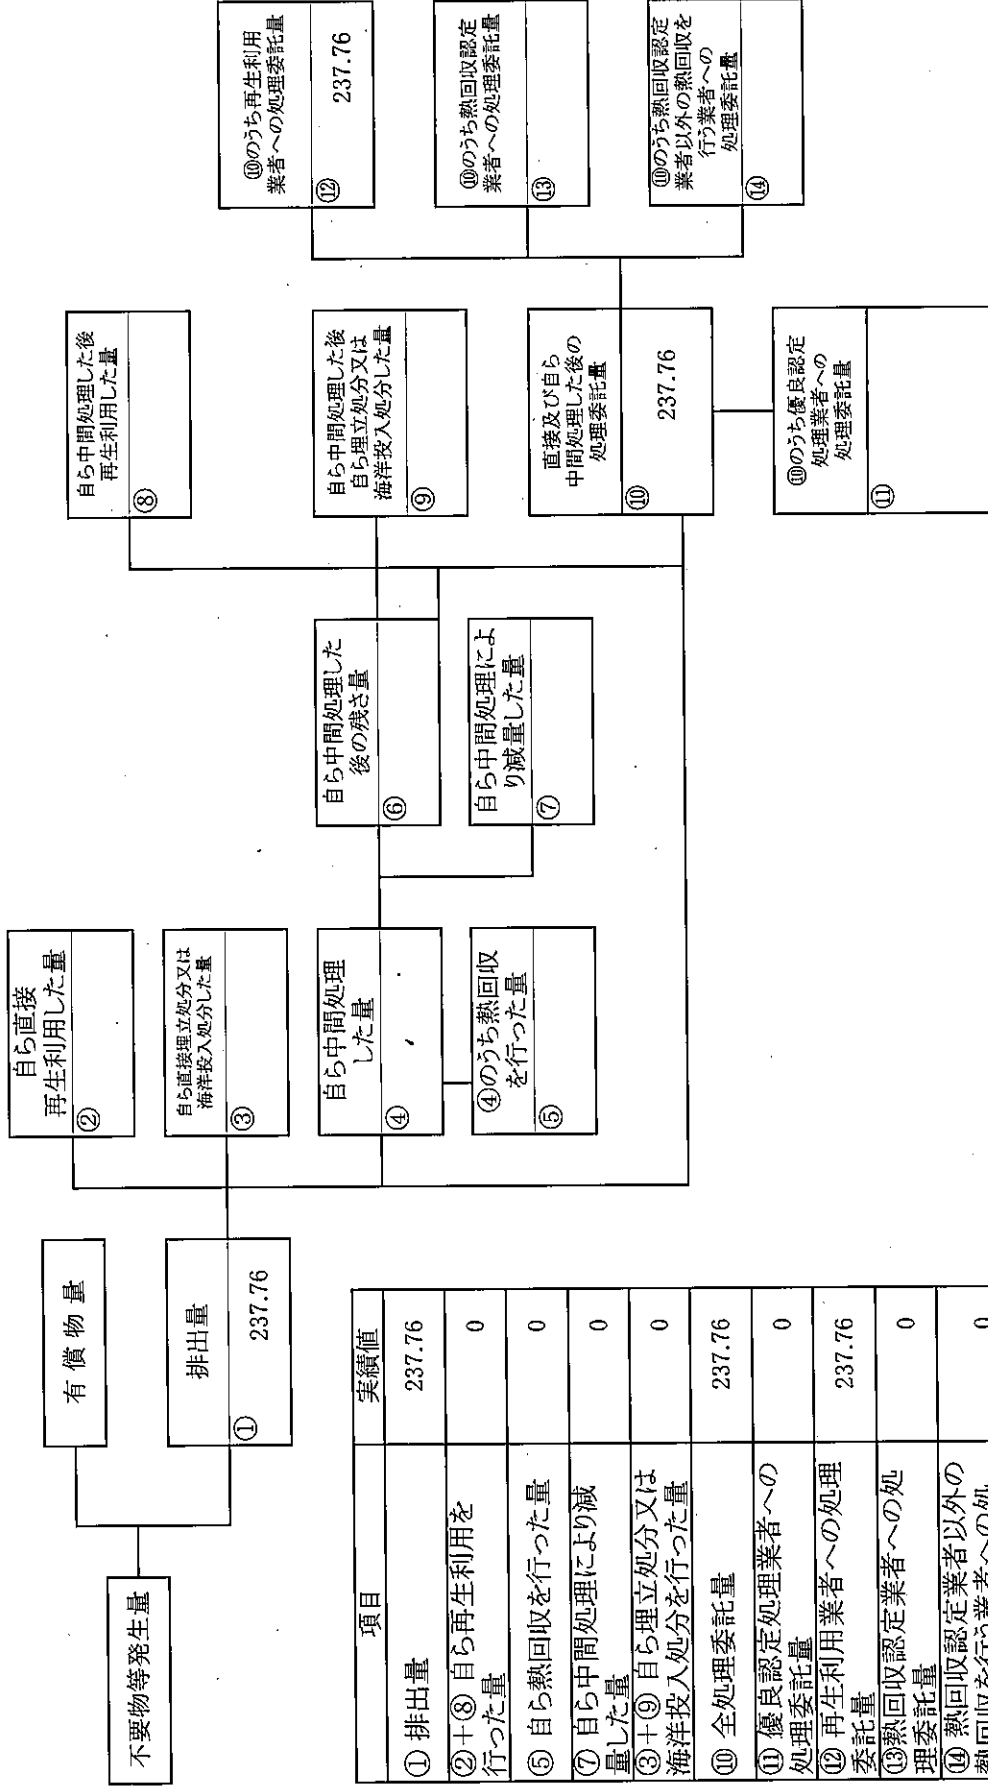 不要物等発生量
有償物量
排出量
①
237.76
自ら直接
再生利用した量
②
自ら直接埋立処分又は
海洋投入処分した量
③
自ら中間処理
した量
④
④のうち熱回収
を行った量
⑤
自ら中間処理した
後の残さ量
⑥
自ら中間処理によ
り減量した量
⑦
自ら中間処理した後
再生利用した量
⑧
自ら中間処理した後
自ら埋立処分又は
海洋投入処分した量
⑨
直接及び自ら
中間処理した後の
処理委託量
⑩
237.76
⑩のうち優良認定
処理業者への
処理委託量
⑪
⑩のうち再生利用
業者への処理委託量
⑫
237.76
⑩のうち熱回収認定
業者への処理委託量
⑬
⑩のうち熱回収認定
業者以外の熱回収を
行う業者への
処理委託量
⑭
項目 実績値
① 排出量 237.76
②+⑧ 自ら再生利用を
行った量 0
⑤ 自ら熱回収を行った量 0
⑦ 自ら中間処理により減
量した量 0
③+⑨ 自ら埋立処分又は
海洋投入処分を行った量 0
⑩ 全処理委託量 237.76
⑪ 優良認定処理業者への
処理委託量 0
⑫ 再生利用業者への処理
委託量 237.76
⑬熱回収認定業者への処
理委託量 0
⑭ 熱回収認定業者以外の
熱回収を行う業者への処 0